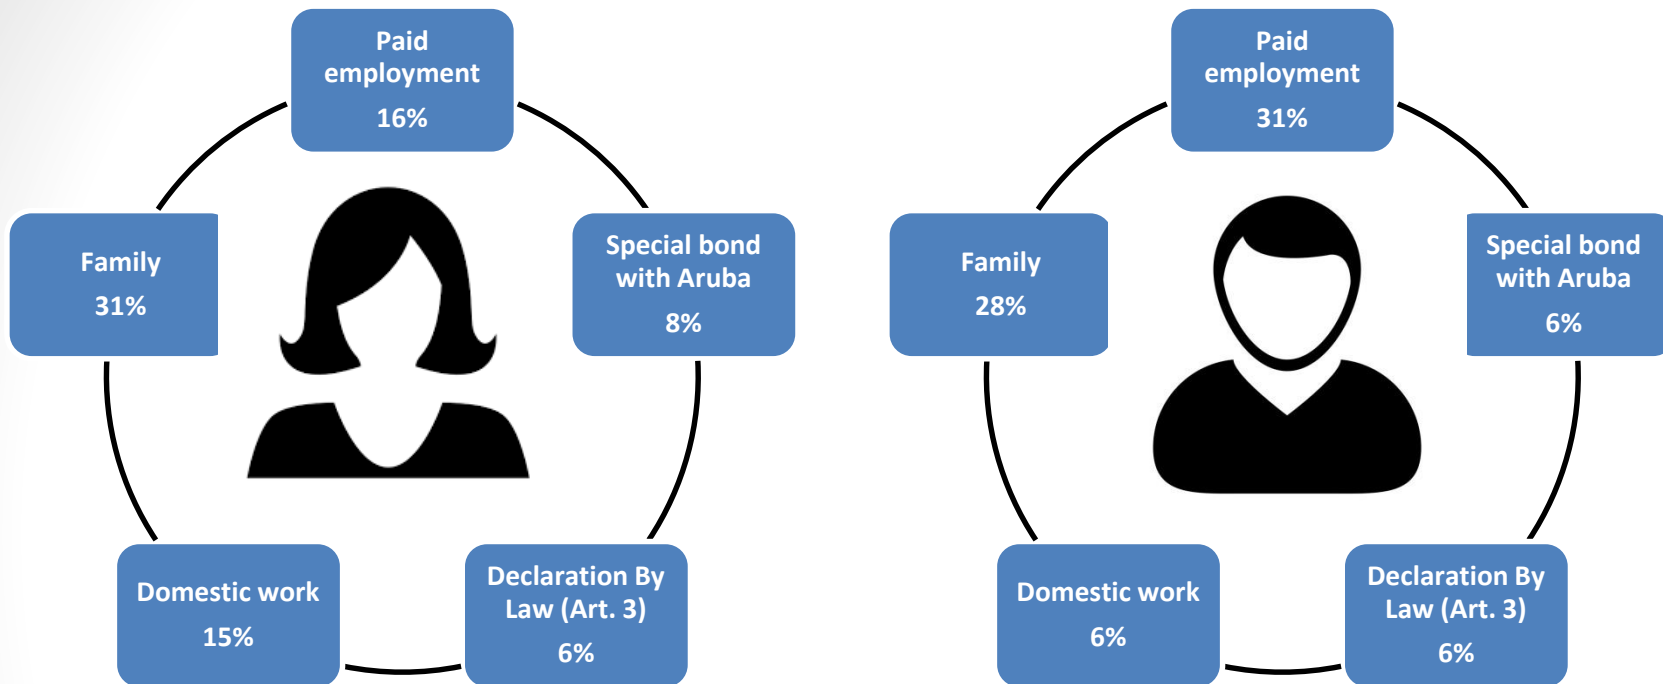 Paid
employment
16%
Special bond
with Aruba
8%
Declaration By
Law (Art. 3)
6%
Domestic work
15%
Family
31%
Paid
employment
31%
Special bond
with Aruba
6%
Declaration By
Law (Art. 3)
6%
Domestic work
6%
Family
28%